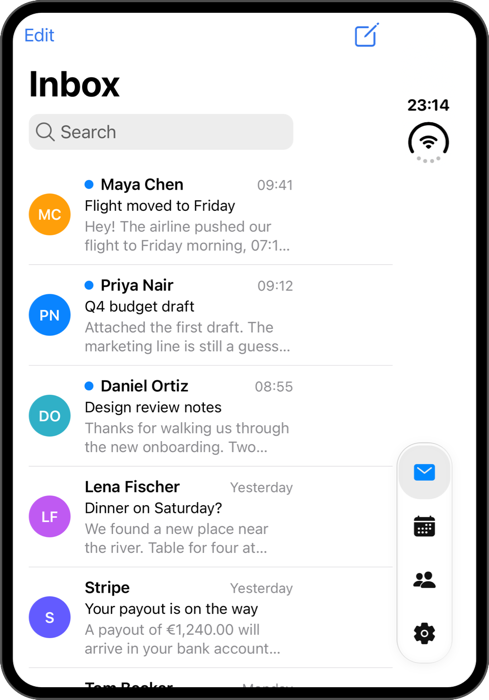 Edit
Inbox
23:14
Search
Maya Chen 09:41
Flight moved to Friday
Hey! The airline pushed our
flight to Friday morning, 07:1...
MC
Priya Nair 09:12
Q4 budget draft
Attached the first draft. The
marketing line is still a guess...
PN
Daniel Ortiz 08:55
Design review notes
Thanks for walking us through
the new onboarding. Two...
DO
Lena Fischer Yesterday
Dinner on Saturday?
We found a new place near
the river. Table for four at...
LF
Stripe Yesterday
Your payout is on the way
A payout of €1,240.00 will
arrive in your bank account...
S
Tom Becker Monday